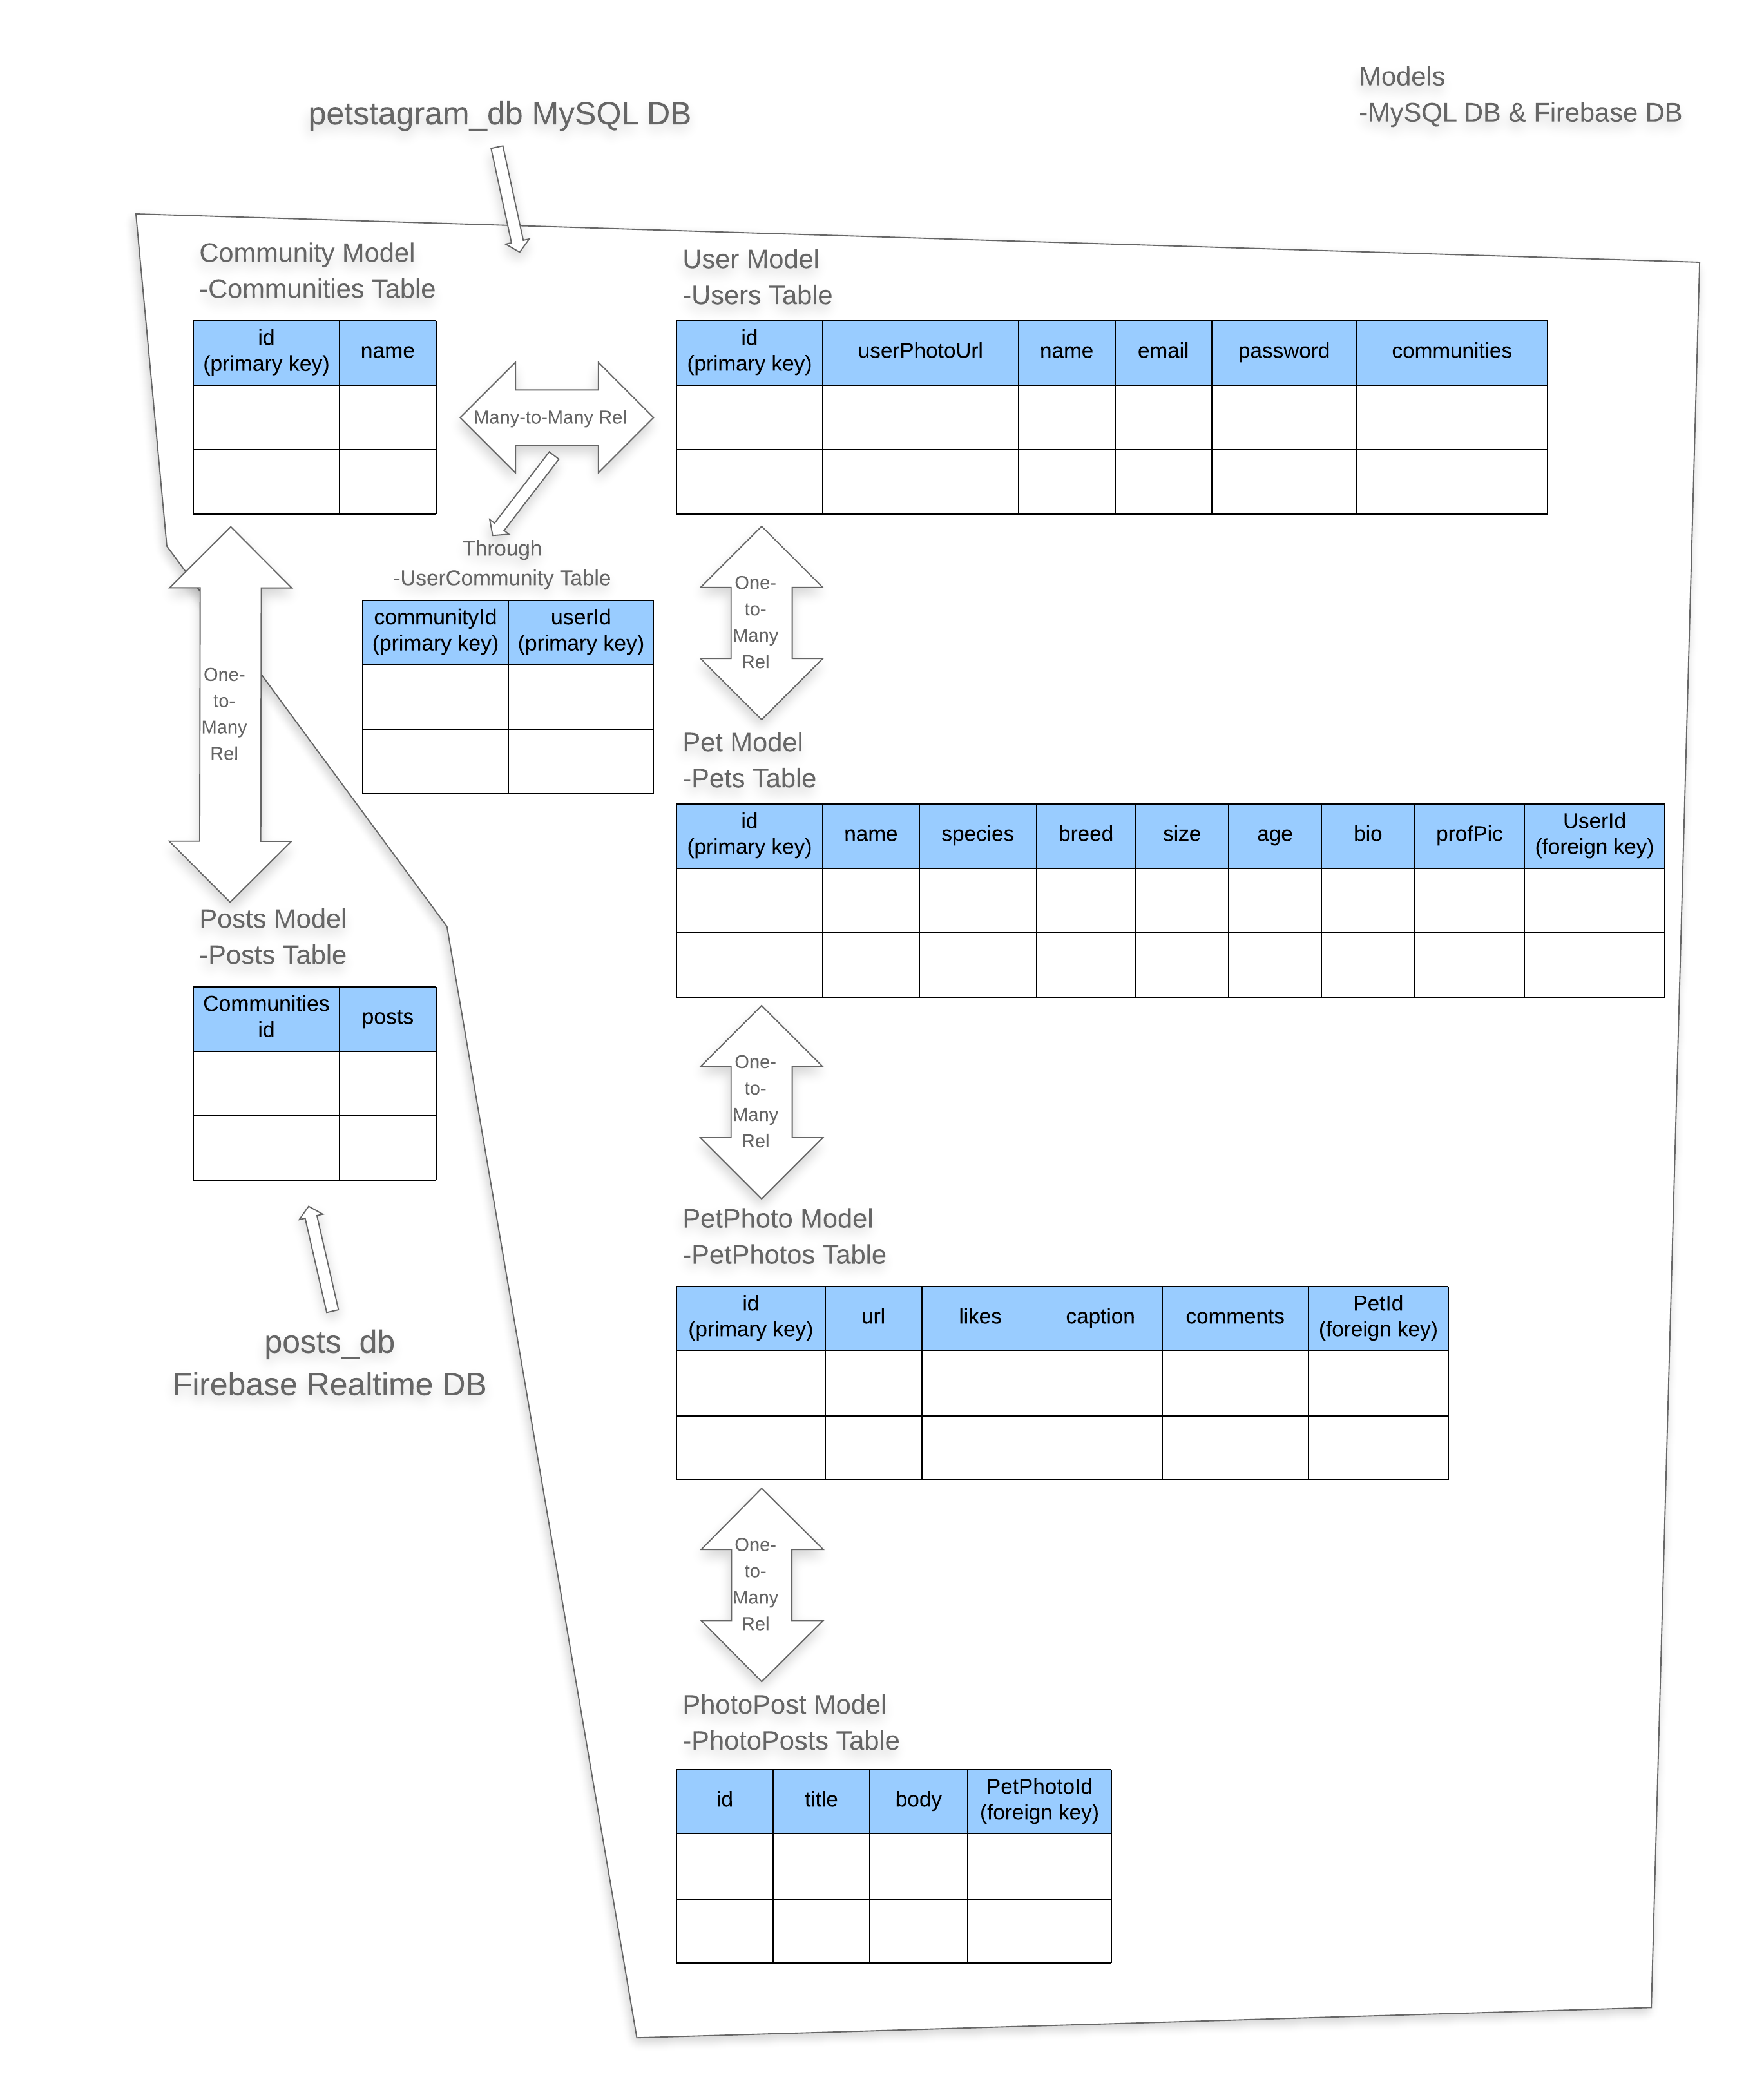 Models
-MySQL DB & Firebase DB
petstagram_db MySQL DB
Community Model
-Communities Table
id
(primary key)
name
Many-to-Many Rel
User Model
-Users Table
id
(primary key)
userPhotoUrl
name
email
password
communities
Through
-UserCommunity Table
communityId
(primary key)
userId
(primary key)
One-
to-
Many
Rel
One-
to-
Many
Rel
Pet Model
-Pets Table
id
(primary key)
name
species
breed
size
age
bio
profPic
UserId
(foreign key)
Posts Model
-Posts Table
Communities
id
posts
posts_db
Firebase Realtime DB
One-
to-
Many
Rel
PetPhoto Model
-PetPhotos Table
id
(primary key)
url
likes
caption
comments
PetId
(foreign key)
One-
to-
Many
Rel
PhotoPost Model
-PhotoPosts Table
id
title
body
PetPhotoId
(foreign key)